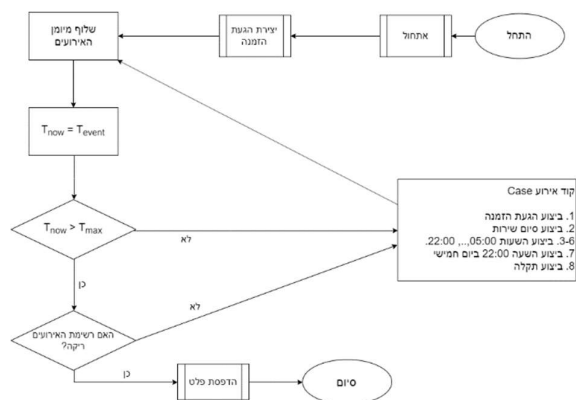 התחל
אתחול
יצירת הגעת
הזמנה
שלוף מיומן
האירועים
Tnow = Tevent
Tnow > Tmax
לא
כן
קוד אירוע Case
1. ביצוע הגעת הזמנה
2. ביצוע סיום שירות
3-6. ביצוע השעות 05:00,..., 22:00.
7. ביצוע השעה 22:00 ביום חמישי
8. ביצוע תקלה
לא
האם רשימת האירועים
ריקה?
כן
הדפסת פלט
סיום